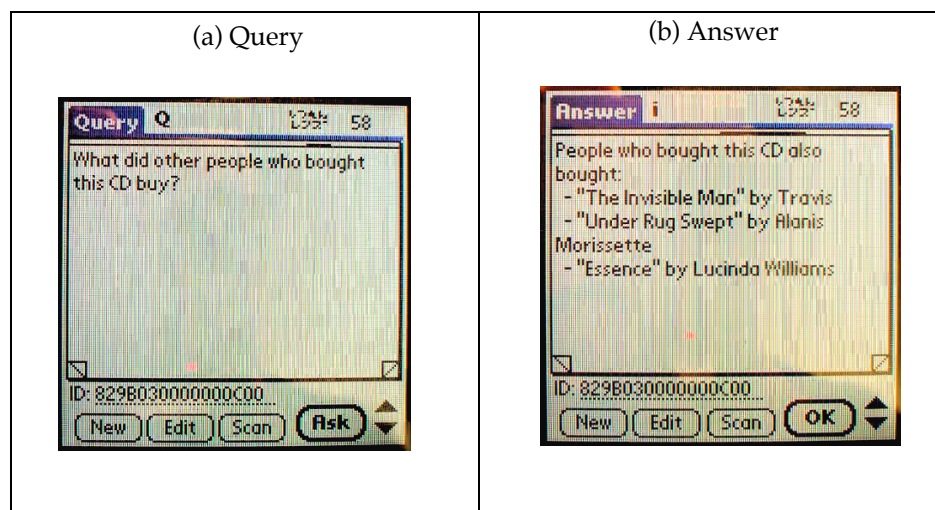 (a) Query
Query Q 58
What did other people who bought
this CD buy?
ID: 829B030000000C00
New Edit Scan Ask
(b) Answer
Answer i 58
People who bought this CD also
bought:
- "The Invisible Man" by Travis
- "Under Rug Swept" by Alanis
Morissette
- "Essence" by Lucinda Williams
ID: 829B030000000C00
New Edit Scan OK